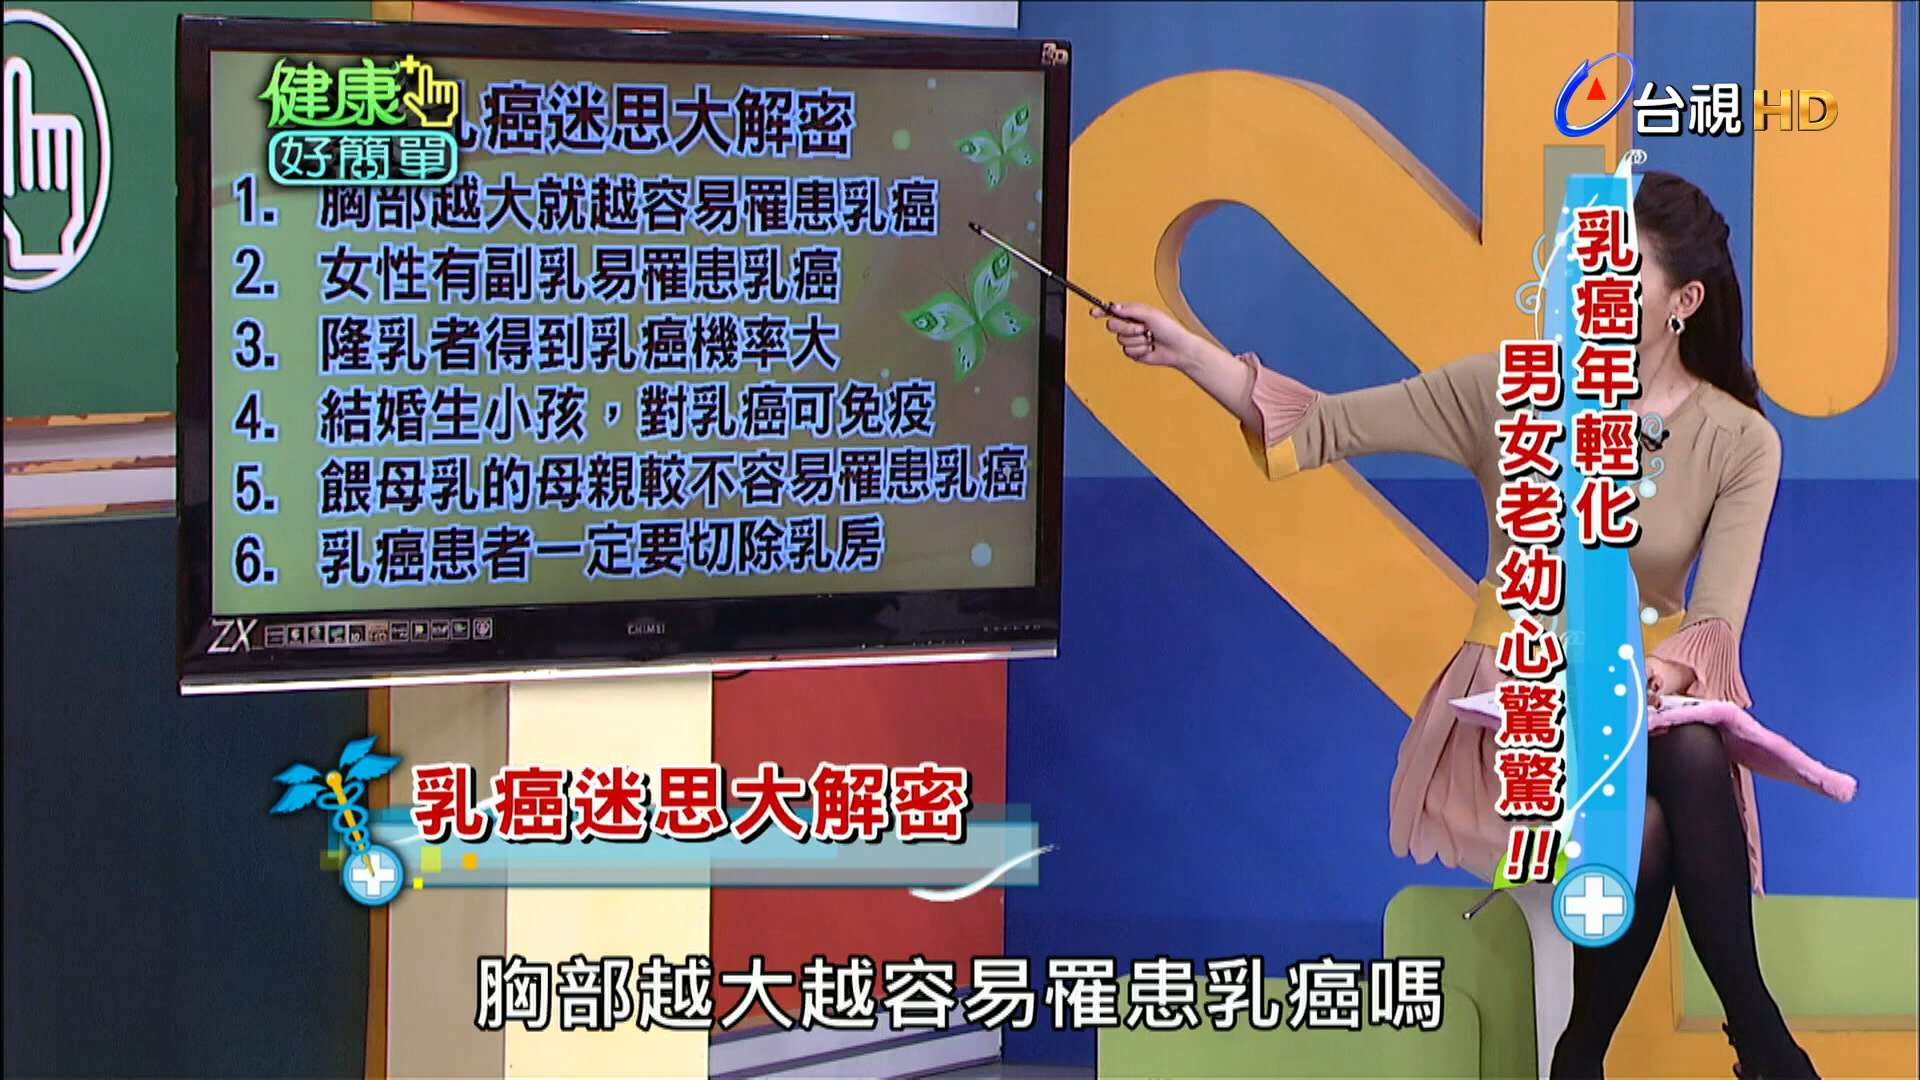 健康
好簡單
乳癌迷思大解密
1. 胸部越大就越容易罹患乳癌
2. 女性有副乳易罹患乳癌
3. 隆乳者得到乳癌機率大
4. 結婚生小孩，對乳癌可免疫
5. 餵母乳的母親較不容易罹患乳癌
6. 乳癌患者一定要切除乳房
ZX
CHIMEI
台視HD
乳癌年輕化
男女老幼心驚驚!!
乳癌迷思大解密
胸部越大越容易罹患乳癌嗎